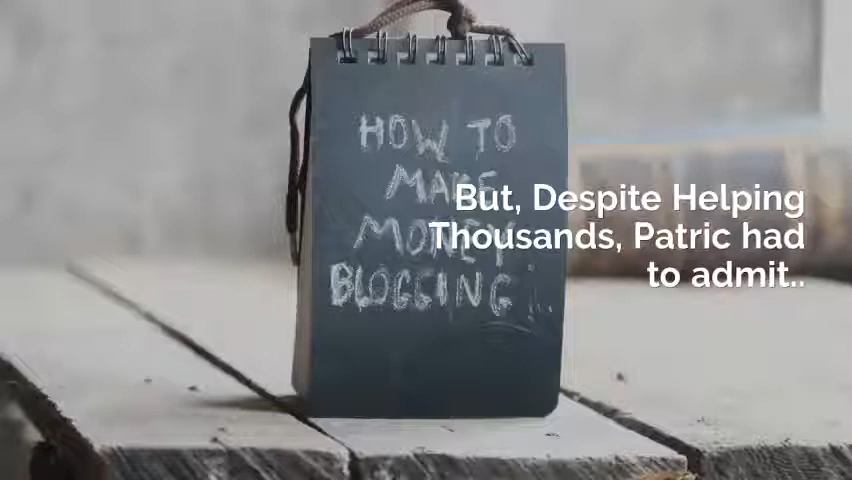 HOW TO
MAKE
MONEY
BLOGGING
But, Despite Helping
Thousands, Patric had
to admit..